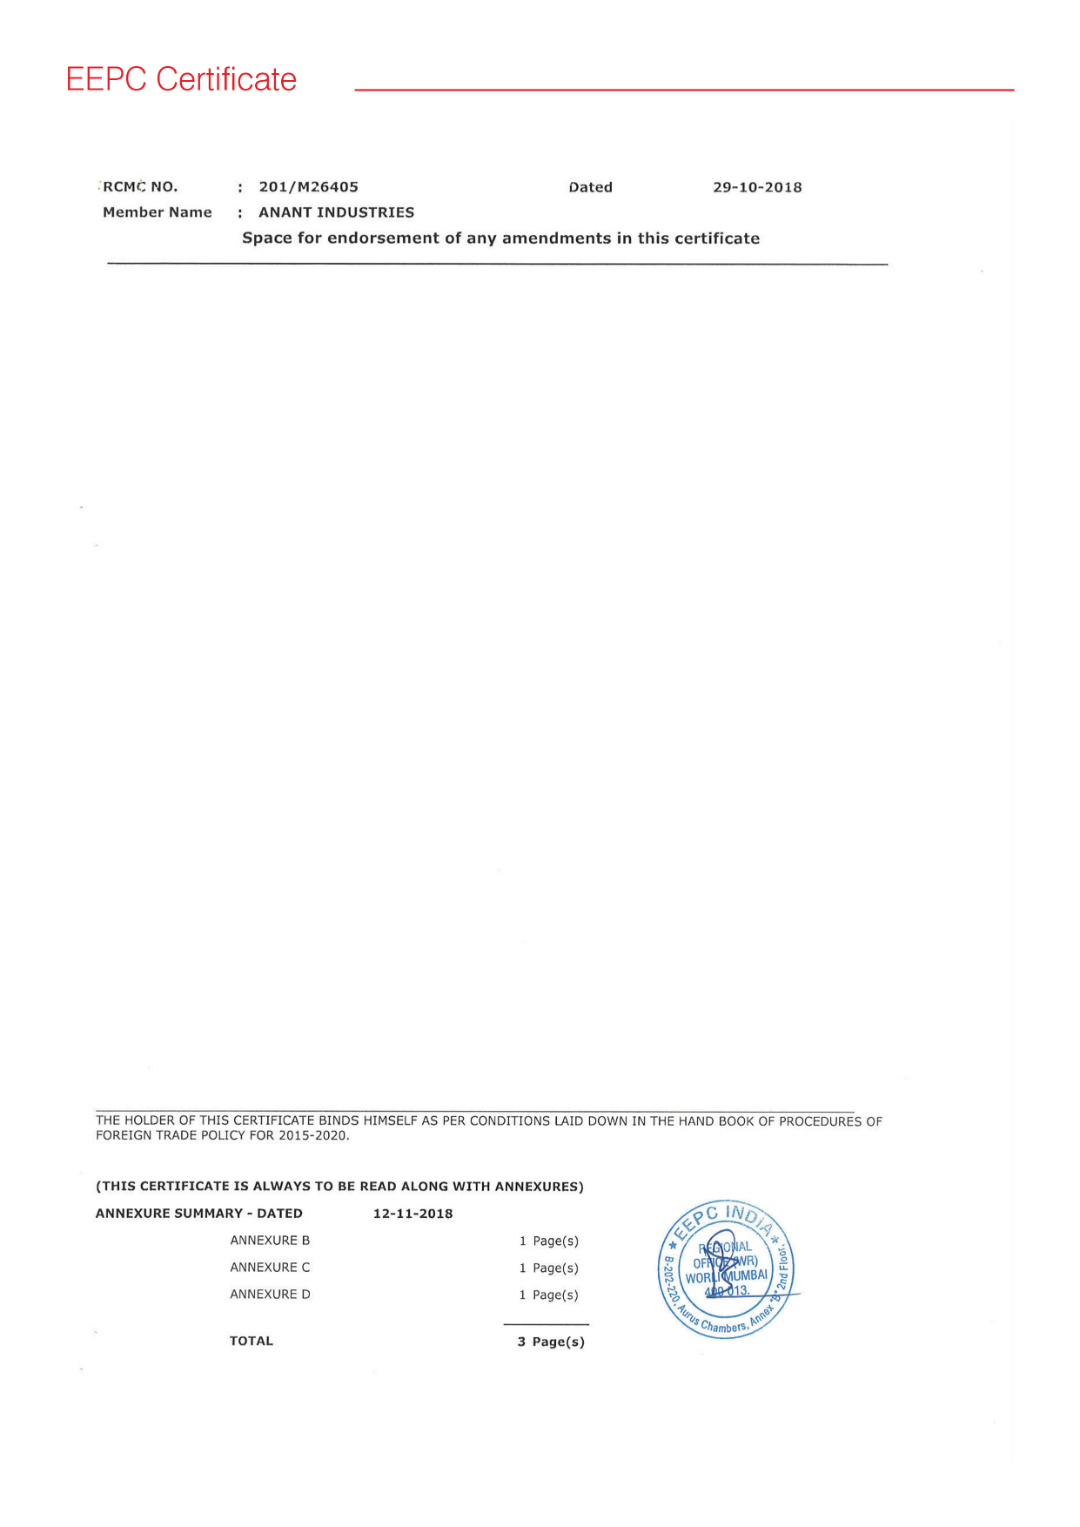 EEPC Certificate
RCMC NO. : 201/M26405 Dated 29-10-2018
Member Name : ANANT INDUSTRIES
Space for endorsement of any amendments in this certificate
THE HOLDER OF THIS CERTIFICATE BINDS HIMSELF AS PER CONDITIONS LAID DOWN IN THE HAND BOOK OF PROCEDURES OF
FOREIGN TRADE POLICY FOR 2015-2020.
(THIS CERTIFICATE IS ALWAYS TO BE READ ALONG WITH ANNEXURES)
ANNEXURE SUMMARY - DATED 12-11-2018
ANNEXURE B 1 Page(s)
ANNEXURE C 1 Page(s)
ANNEXURE D 1 Page(s)
TOTAL 3 Page(s)
★ EEPC INDIA ★
B-202-220, Aurus Chambers, Annex "B" 2nd Floor,
REGIONAL
OFFICE (WR)
WORLI MUMBAI
400 013.